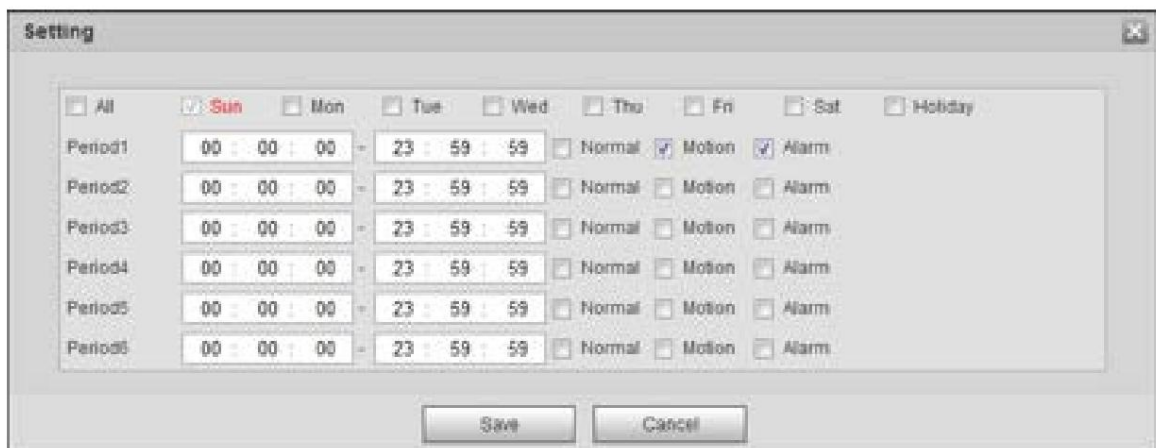 Setting
All Sun Mon Tue Wed Thu Fri Sat Holiday
Period1 00 : 00 : 00 - 23 : 59 : 59 Normal Motion Alarm
Period2 00 : 00 : 00 - 23 : 59 : 59 Normal Motion Alarm
Period3 00 : 00 : 00 - 23 : 59 : 59 Normal Motion Alarm
Period4 00 : 00 : 00 - 23 : 59 : 59 Normal Motion Alarm
Period5 00 : 00 : 00 - 23 : 59 : 59 Normal Motion Alarm
Period6 00 : 00 : 00 - 23 : 59 : 59 Normal Motion Alarm
Save Cancel